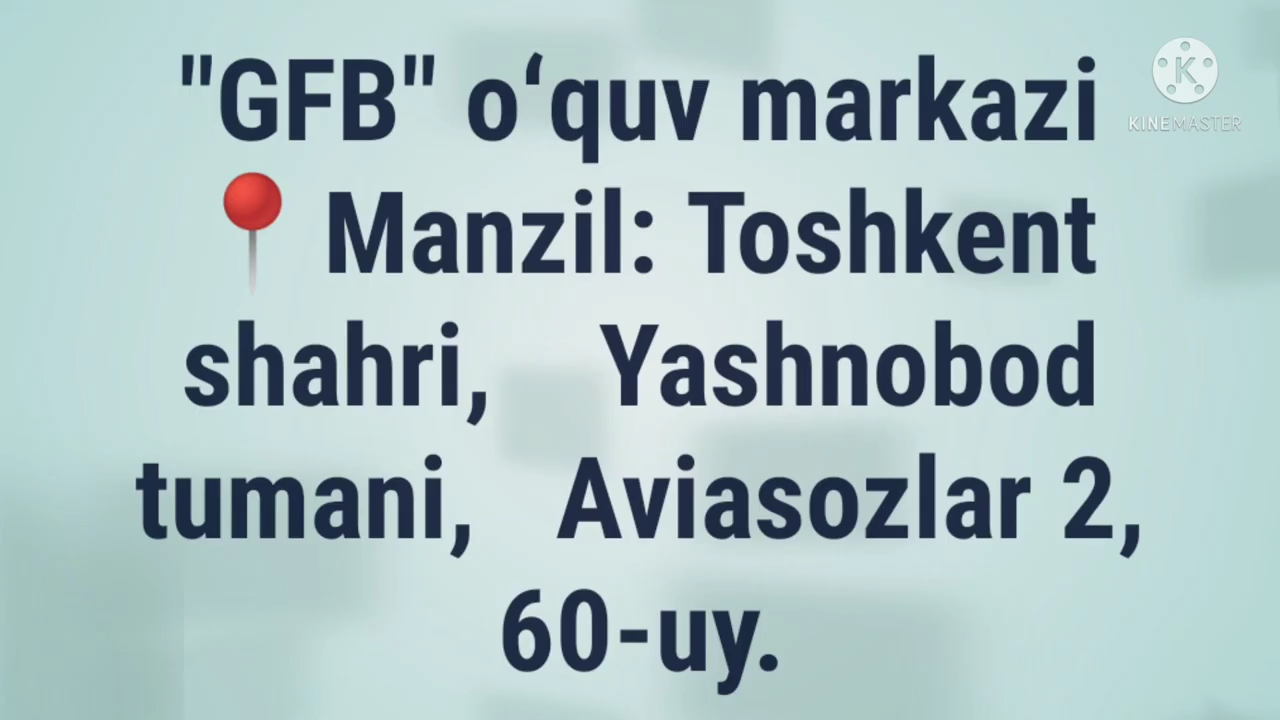 "GFB" o‘quv markazi
📍 Manzil: Toshkent
shahri, Yashnobod
tumani, Aviasozlar 2,
60-uy.
K
KINEMASTER